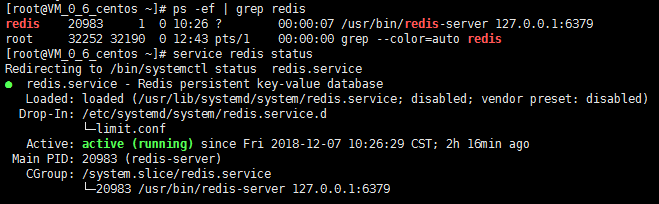 [root@VM_0_6_centos ~]# ps -ef | grep redis
redis    20983     1  0 10:26 ?        00:00:07 /usr/bin/redis-server 127.0.0.1:6379
root     32252 32190  0 12:43 pts/1    00:00:00 grep --color=auto redis
[root@VM_0_6_centos ~]# service redis status
Redirecting to /bin/systemctl status  redis.service
● redis.service - Redis persistent key-value database
   Loaded: loaded (/usr/lib/systemd/system/redis.service; disabled; vendor preset: disabled)
  Drop-In: /etc/systemd/system/redis.service.d
           └─limit.conf
   Active: active (running) since Fri 2018-12-07 10:26:29 CST; 2h 16min ago
 Main PID: 20983 (redis-server)
   CGroup: /system.slice/redis.service
           └─20983 /usr/bin/redis-server 127.0.0.1:6379